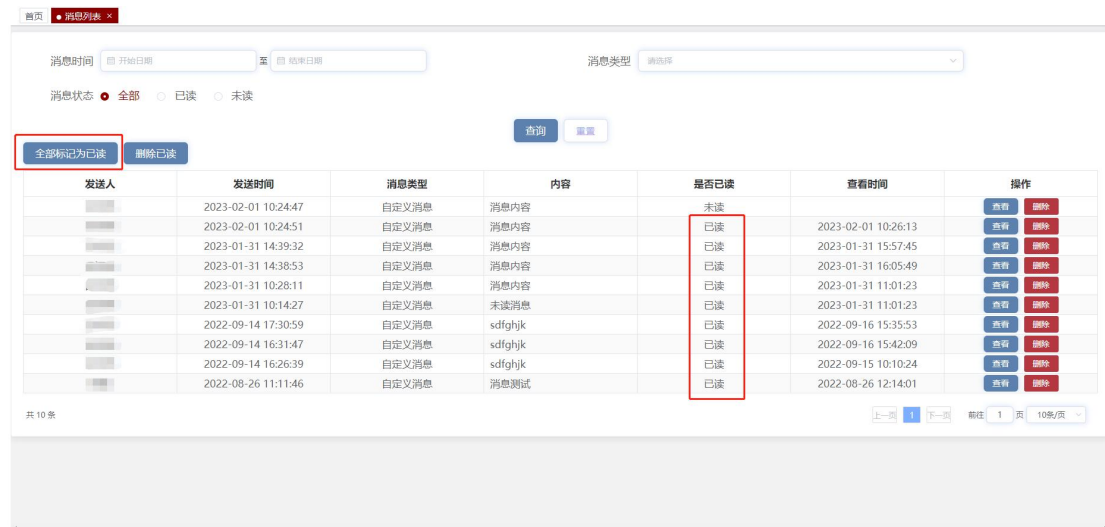 首页 ● 消息列表 ×
消息时间 开始日期 至 结束日期 消息类型 请选择
消息状态 全部 已读 未读
查询 重置
全部标记为已读 删除已读
发送人 发送时间 消息类型 内容 是否已读 查看时间 操作
2023-02-01 10:24:47 自定义消息 消息内容 未读 查看 删除
2023-02-01 10:24:51 自定义消息 消息内容 已读 2023-02-01 10:26:13 查看 删除
2023-01-31 14:39:32 自定义消息 消息内容 已读 2023-01-31 15:57:45 查看 删除
2023-01-31 14:38:53 自定义消息 消息内容 已读 2023-01-31 16:05:49 查看 删除
2023-01-31 10:28:11 自定义消息 消息内容 已读 2023-01-31 11:01:23 查看 删除
2023-01-31 10:14:27 自定义消息 未读消息 已读 2023-01-31 11:01:23 查看 删除
2022-09-14 17:30:59 自定义消息 sdfghjk 已读 2022-09-16 15:35:53 查看 删除
2022-09-14 16:31:47 自定义消息 sdfghjk 已读 2022-09-16 15:42:09 查看 删除
2022-09-14 16:26:39 自定义消息 sdfghjk 已读 2022-09-15 10:10:24 查看 删除
2022-08-26 11:11:46 自定义消息 消息测试 已读 2022-08-26 12:14:01 查看 删除
共 10 条 上一页 1 下一页 前往 1 页 10条/页